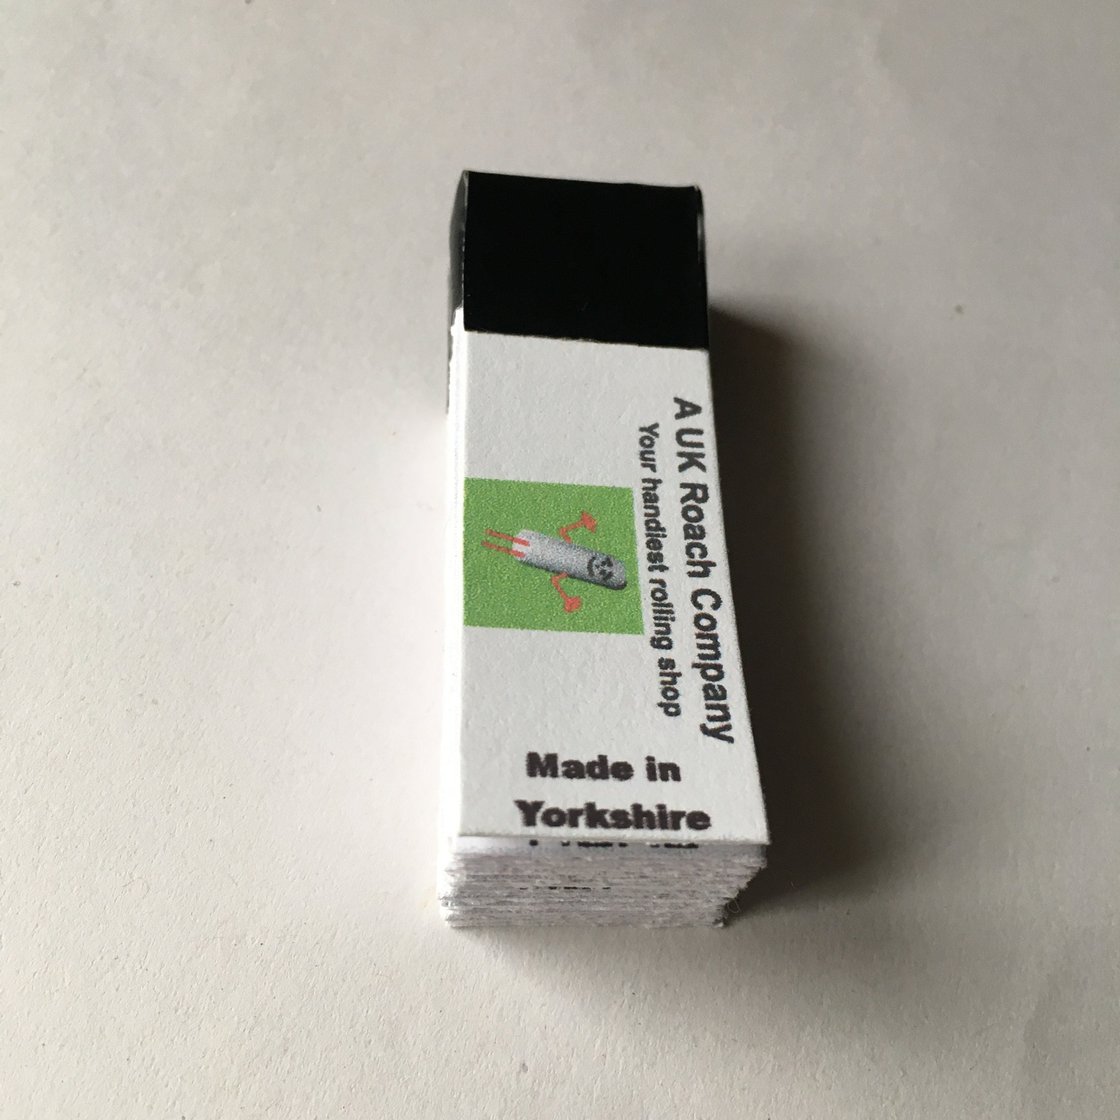 A UK Roach Company
Your handiest rolling shop
Made in
Yorkshire